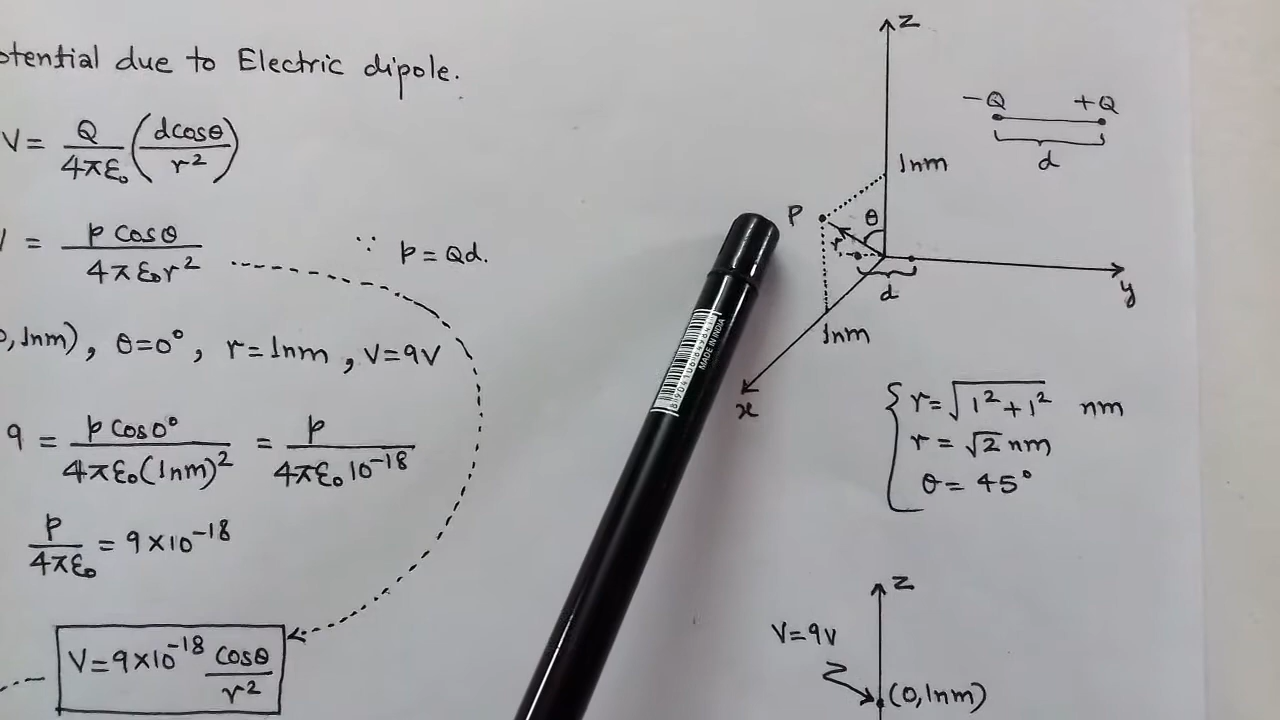 otential due to Electric dipole.
V = Q/4πε₀ (dcosθ/r²)
= p cosθ/4πε₀r² ∵ p = Qd.
, 1nm), θ=0°, r=1nm, V=9V
9 = p cos0°/4πε₀(1nm)² = p/4πε₀10⁻¹⁸
p/4πε₀ = 9×10⁻¹⁸
V=9×10⁻¹⁸ cosθ/r²
z
-Q +Q
d
1nm
P
θ
r
d
y
1nm
x
r=√1²+1² nm
r = √2 nm
θ = 45°
z
V=9V
(0,1nm)
MADE IN INDIA